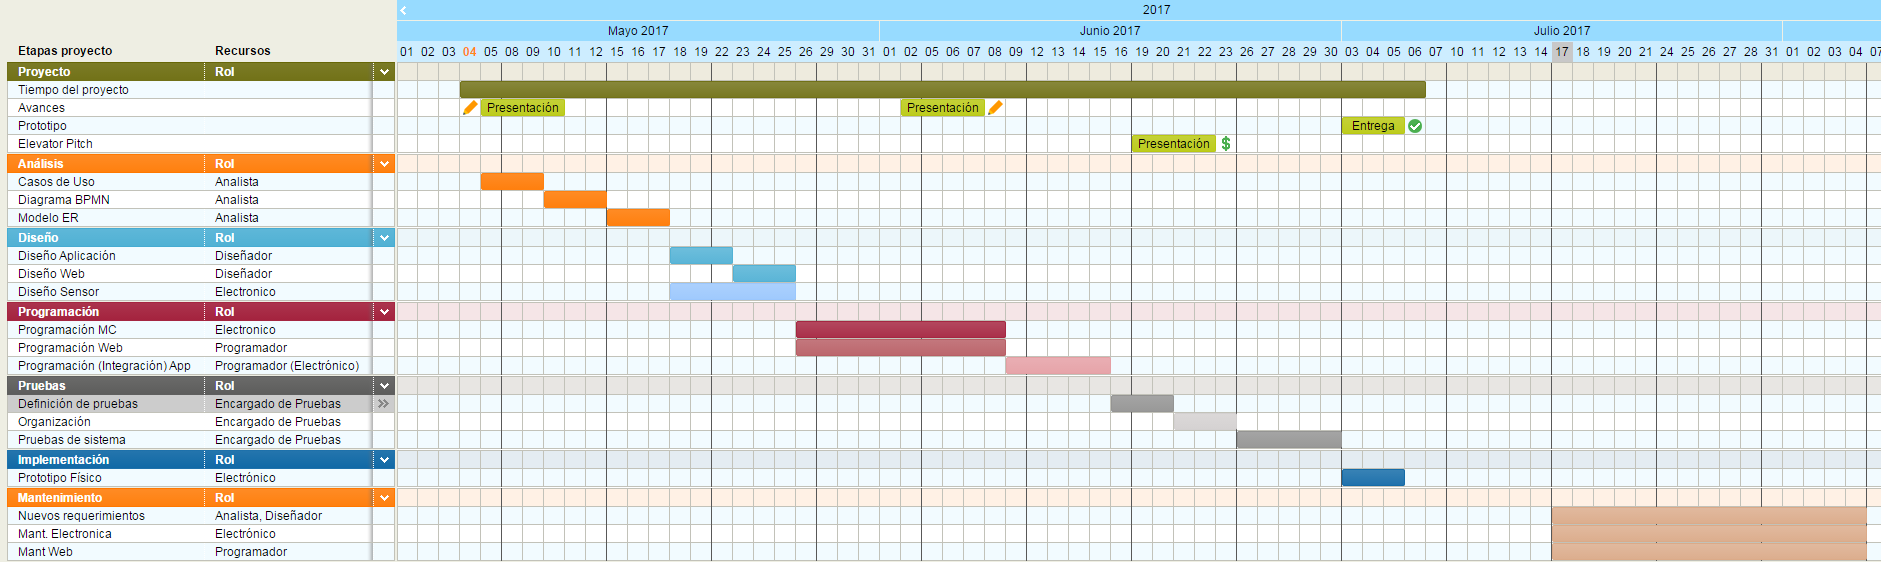 2017
Mayo 2017 Junio 2017 Julio 2017
Etapas proyecto Recursos 01 02 03 04 05 08 09 10 11 12 15 16 17 18 19 22 23 24 25 26 29 30 31 01 02 05 06 07 08 09 12 13 14 15 16 19 20 21 22 23 26 27 28 29 30 03 04 05 06 07 10 11 12 13 14 17 18 19 20 21 24 25 26 27 28 31 01 02 03 04 07
Proyecto Rol
Tiempo del proyecto
Avances Presentación Presentación
Prototipo Entrega
Elevator Pitch Presentación $
Análisis Rol
Casos de Uso Analista
Diagrama BPMN Analista
Modelo ER Analista
Diseño Rol
Diseño Aplicación Diseñador
Diseño Web Diseñador
Diseño Sensor Electronico
Programación Rol
Programación MC Electronico
Programación Web Programador
Programación (Integración) App Programador (Electrónico)
Pruebas Rol
Definición de pruebas Encargado de Pruebas
Organización Encargado de Pruebas
Pruebas de sistema Encargado de Pruebas
Implementación Rol
Prototipo Físico Electrónico
Mantenimiento Rol
Nuevos requerimientos Analista, Diseñador
Mant. Electronica Electrónico
Mant Web Programador